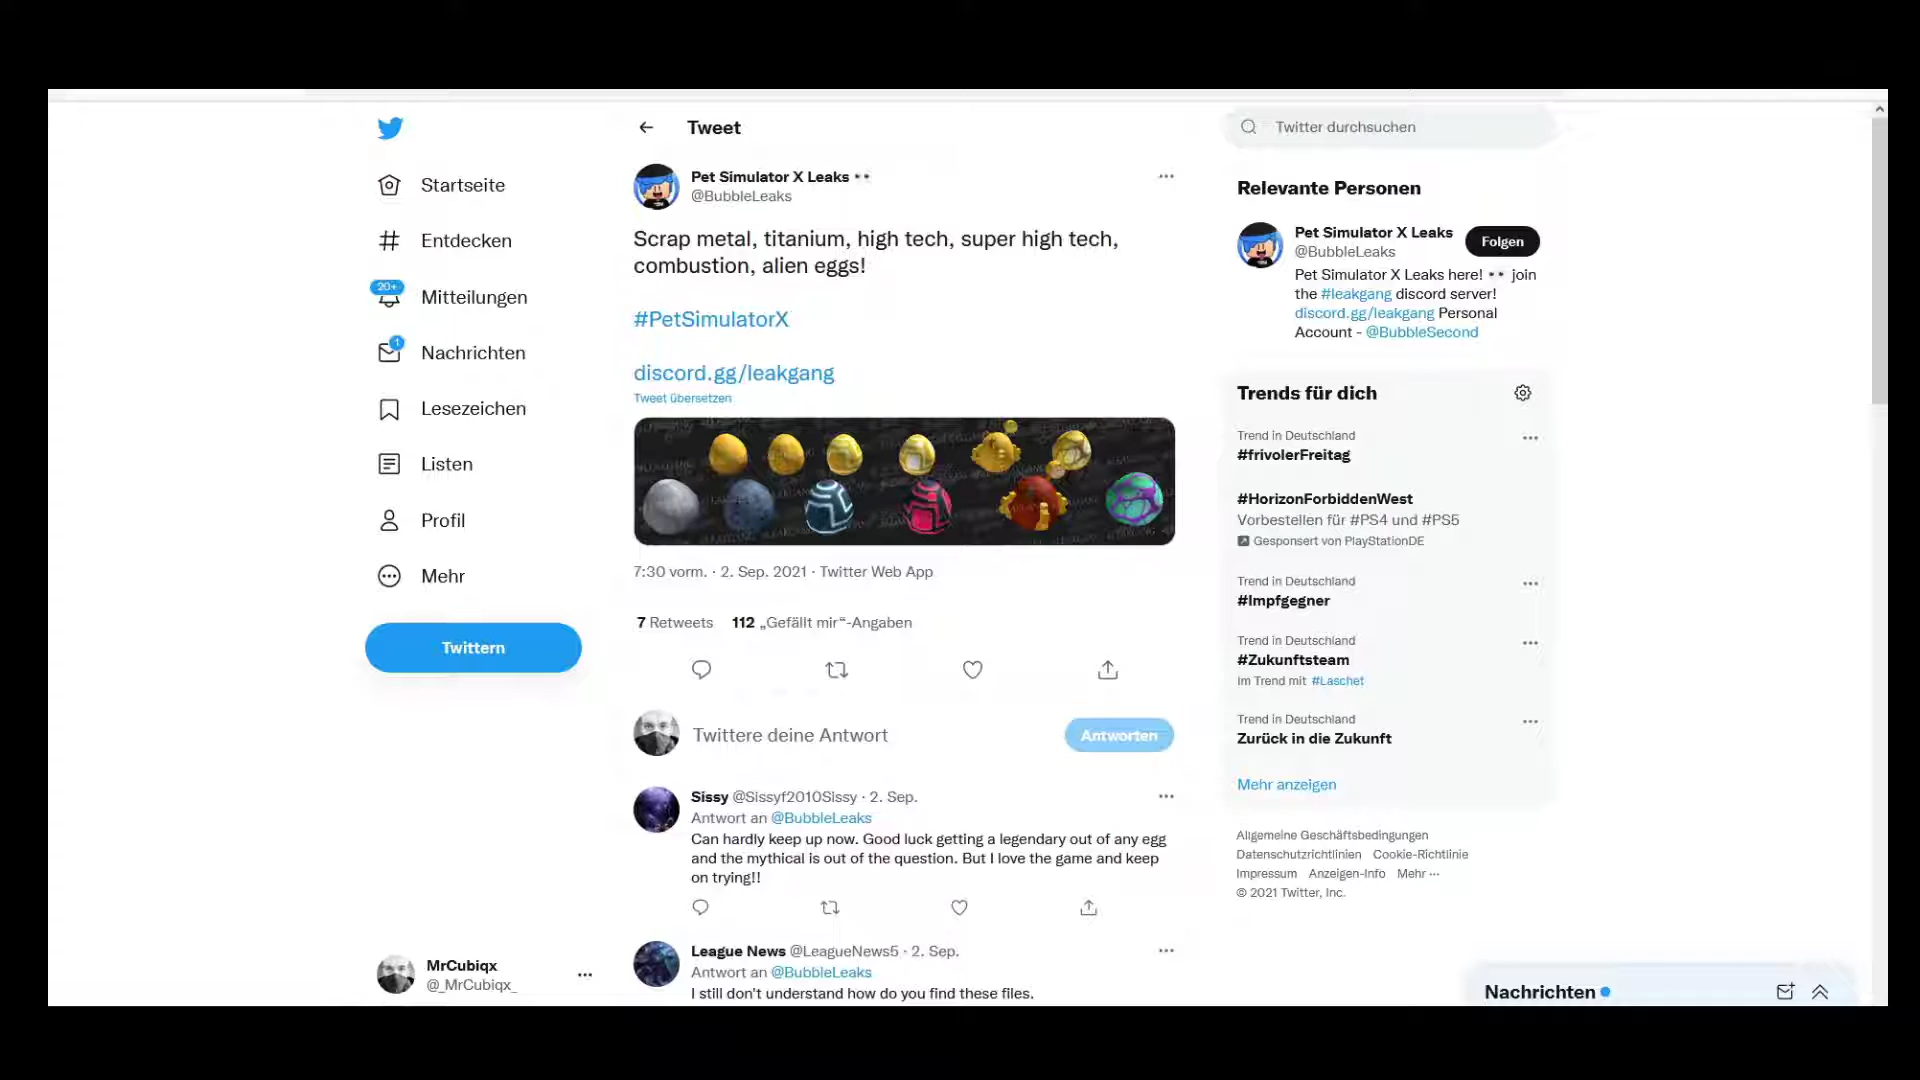 Startseite
Entdecken
20+
Mitteilungen
1
Nachrichten
Lesezeichen
Listen
Profil
Mehr
Twittern
MrCubiqx
@_MrCubiqx_
Tweet
Pet Simulator X Leaks 👀
@BubbleLeaks
Scrap metal, titanium, high tech, super high tech,
combustion, alien eggs!
#PetSimulatorX
discord.gg/leakgang
Tweet übersetzen
7:30 vorm. · 2. Sep. 2021 · Twitter Web App
7 Retweets 112 „Gefällt mir“-Angaben
Twittere deine Antwort
Antworten
Sissy @Sissyf2010Sissy · 2. Sep.
Antwort an @BubbleLeaks
Can hardly keep up now. Good luck getting a legendary out of any egg
and the mythical is out of the question. But I love the game and keep
on trying!!
League News @LeagueNews5 · 2. Sep.
Antwort an @BubbleLeaks
I still don't understand how do you find these files.
Twitter durchsuchen
Relevante Personen
Pet Simulator X Leaks
@BubbleLeaks
Folgen
Pet Simulator X Leaks here! 👀 join
the #leakgang discord server!
discord.gg/leakgang Personal
Account - @BubbleSecond
Trends für dich
Trend in Deutschland
#frivolerFreitag
#HorizonForbiddenWest
Vorbestellen für #PS4 und #PS5
Gesponsert von PlayStationDE
Trend in Deutschland
#Impfgegner
Trend in Deutschland
#Zukunftsteam
Im Trend mit #Laschet
Trend in Deutschland
Zurück in die Zukunft
Mehr anzeigen
Allgemeine Geschäftsbedingungen
Datenschutzrichtlinien Cookie-Richtlinie
Impressum Anzeigen-Info Mehr ···
© 2021 Twitter, Inc.
Nachrichten